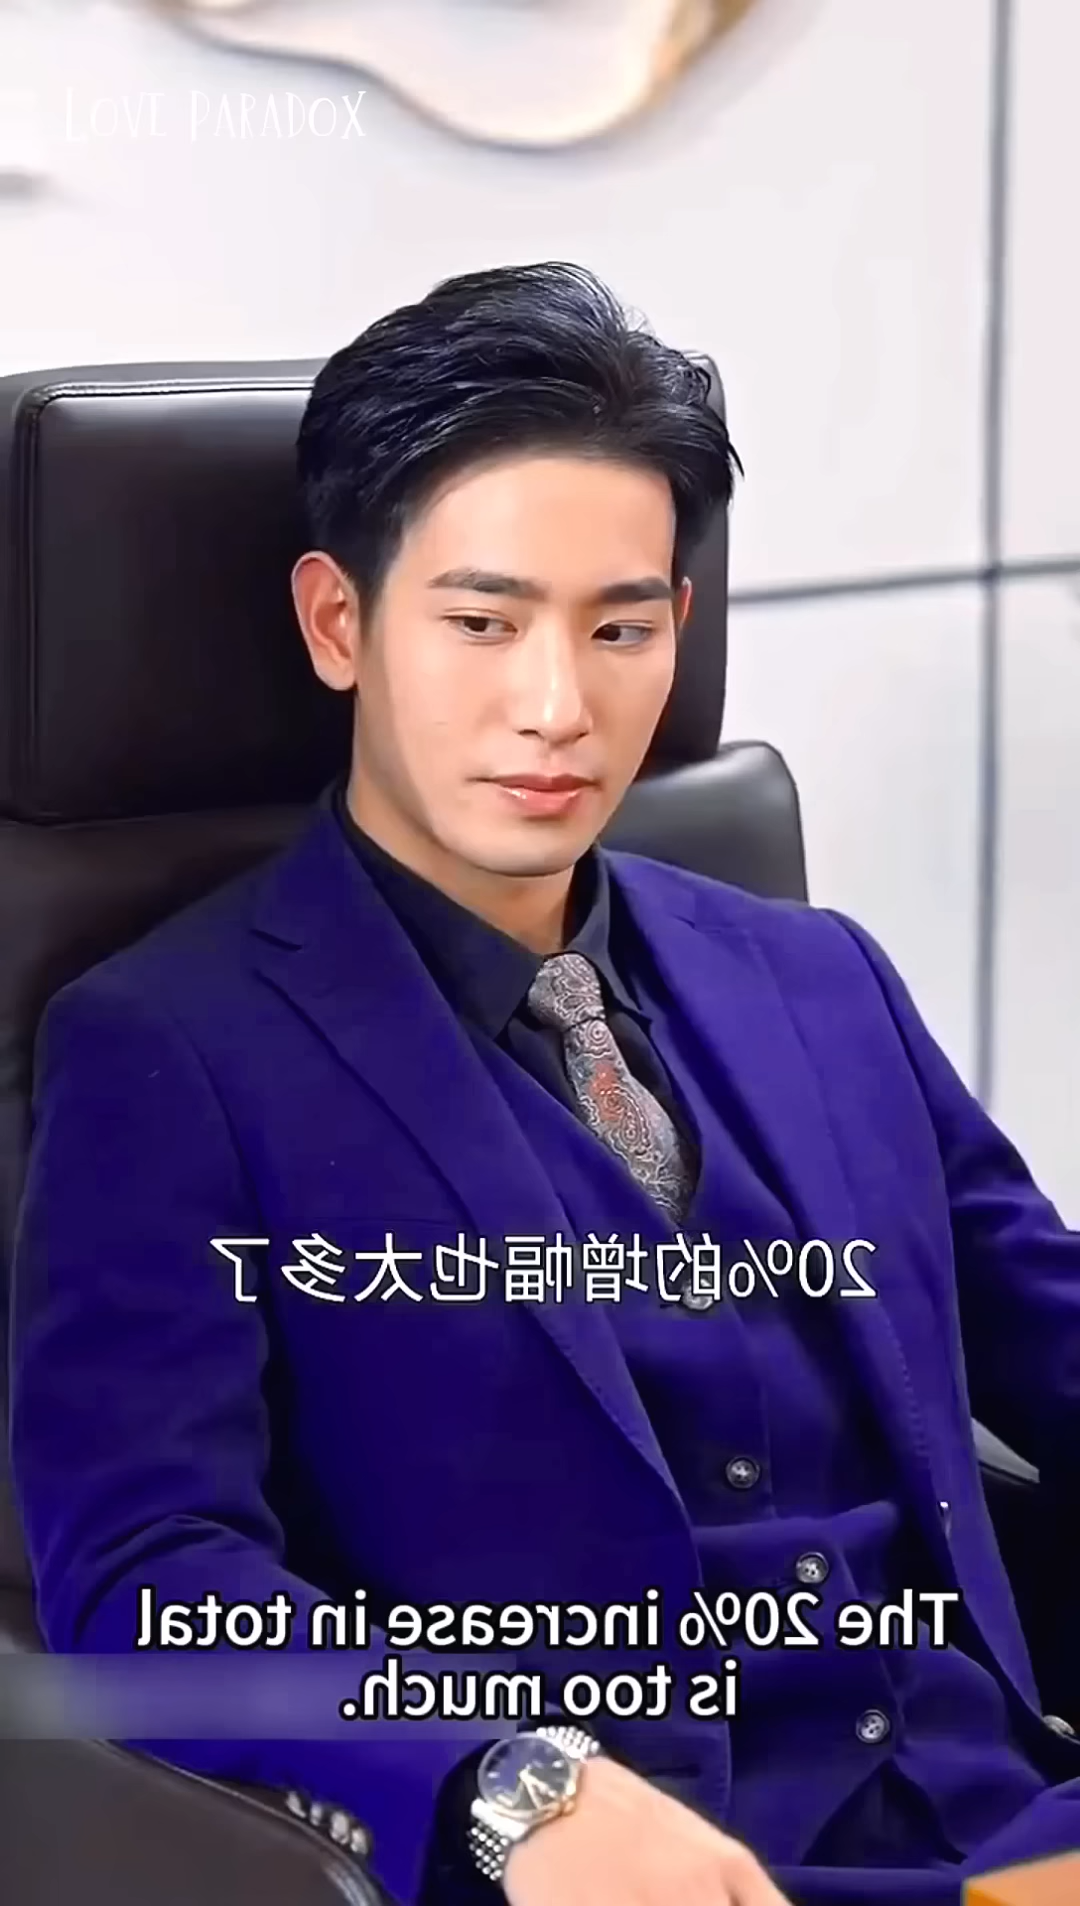 LOVE PARADOX
20%的增幅也太多了
The 20% increase in total
is too much.